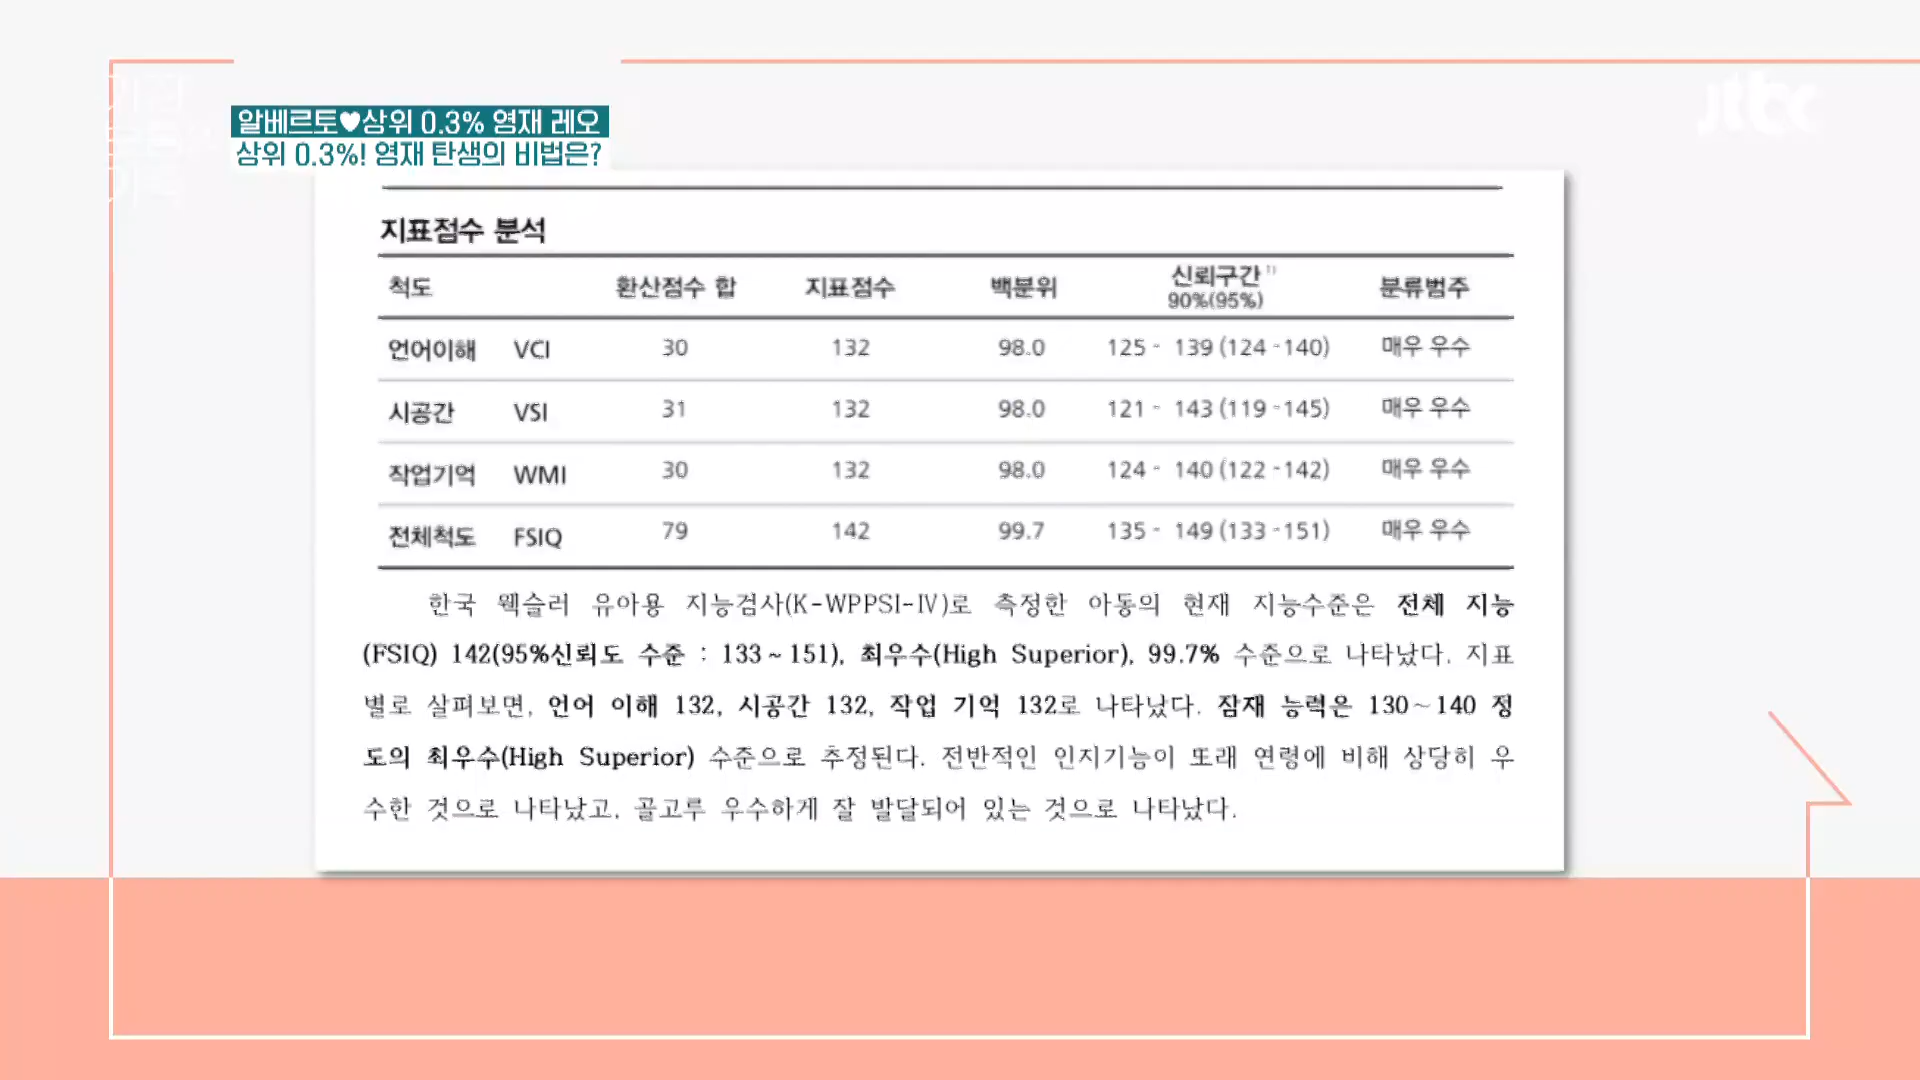 jtbc
알베르토♥상위 0.3% 영재 레오
상위 0.3%! 영재 탄생의 비법은?
지표점수 분석
척도 환산점수 합 지표점수 백분위 신뢰구간 1) 90%(95%) 분류범주
언어이해 VCI 30 132 98.0 125 - 139 (124 -140) 매우 우수
시공간 VSI 31 132 98.0 121 - 143 (119 -145) 매우 우수
작업기억 WMI 30 132 98.0 124 - 140 (122 -142) 매우 우수
전체척도 FSIQ 79 142 99.7 135 - 149 (133 -151) 매우 우수
한국 웩슬러 유아용 지능검사(K-WPPSI-Ⅳ)로 측정한 아동의 현재 지능수준은 전체 지능
(FSIQ) 142(95%신뢰도 수준 : 133~151), 최우수(High Superior), 99.7% 수준으로 나타났다. 지표
별로 살펴보면, 언어 이해 132, 시공간 132, 작업 기억 132로 나타났다. 잠재 능력은 130~140 정
도의 최우수(High Superior) 수준으로 추정된다. 전반적인 인지기능이 또래 연령에 비해 상당히 우
수한 것으로 나타났고, 골고루 우수하게 잘 발달되어 있는 것으로 나타났다.